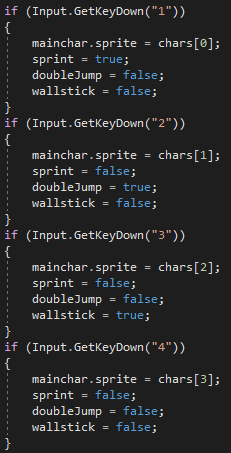 if (Input.GetKeyDown("1"))
{
    mainchar.sprite = chars[0];
    sprint = true;
    doubleJump = false;
    wallstick = false;
}
if (Input.GetKeyDown("2"))
{
    mainchar.sprite = chars[1];
    sprint = false;
    doubleJump = true;
    wallstick = false;
}
if (Input.GetKeyDown("3"))
{
    mainchar.sprite = chars[2];
    sprint = false;
    doubleJump = false;
    wallstick = true;
}
if (Input.GetKeyDown("4"))
{
    mainchar.sprite = chars[3];
    sprint = false;
    doubleJump = false;
    wallstick = false;
}